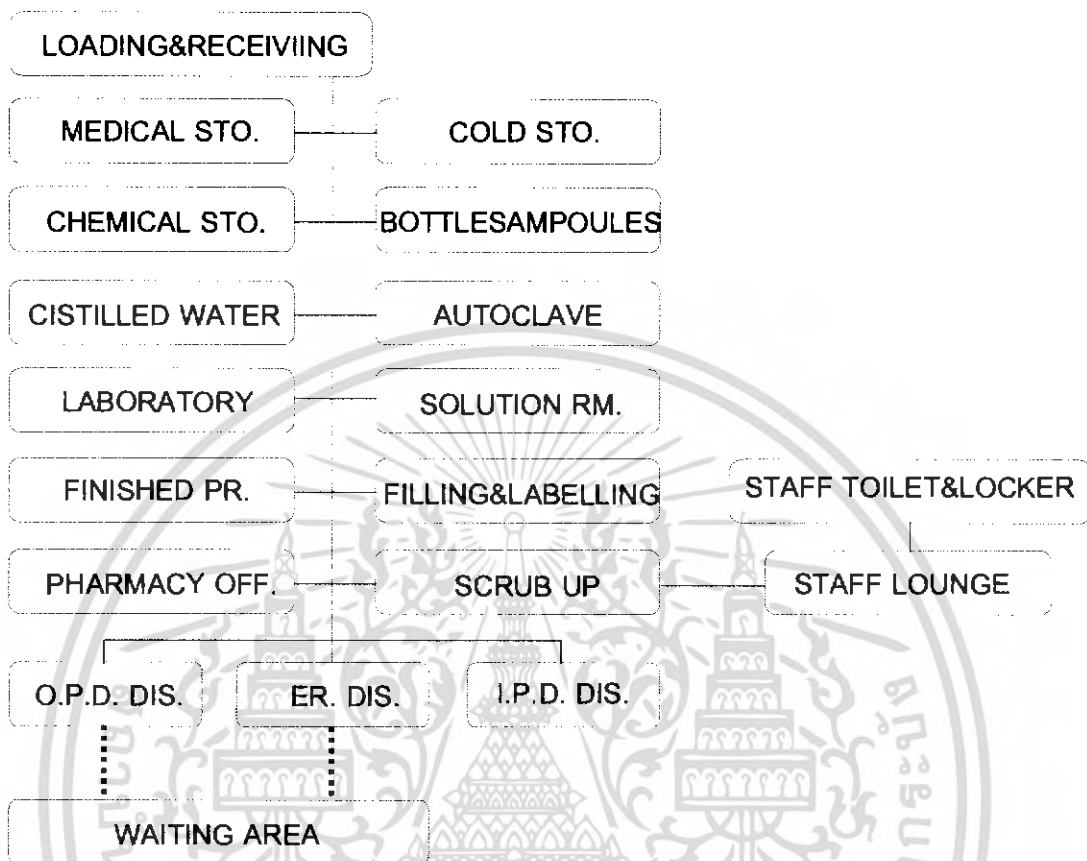 LOADING&RECEIVIING
MEDICAL STO.
COLD STO.
CHEMICAL STO.
BOTTLESAMPOULES
CISTILLED WATER
AUTOCLAVE
LABORATORY
SOLUTION RM.
FINISHED PR.
FILLING&LABELLING
STAFF TOILET&LOCKER
PHARMACY OFF.
SCRUB UP
STAFF LOUNGE
O.P.D. DIS.
ER. DIS.
I.P.D. DIS.
WAITING AREA